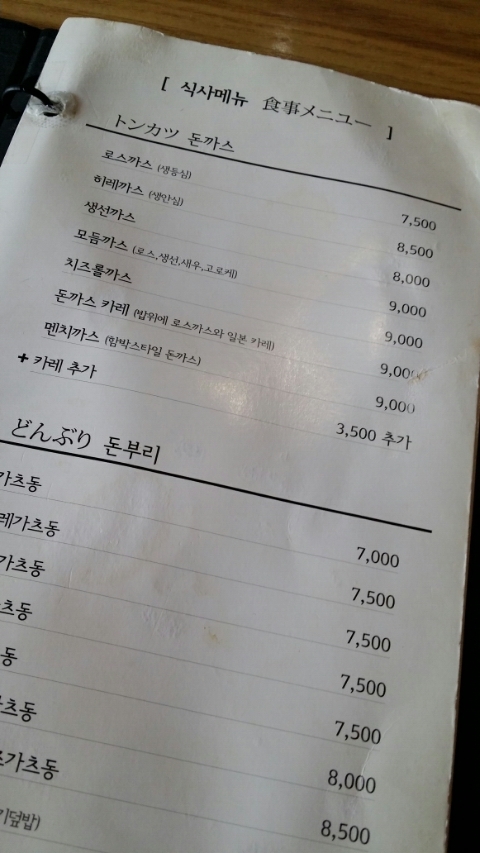 [ 식사메뉴 食事メニュー ]
トンカツ 돈까스
로스까스 (생등심) 7,500
히레까스 (생안심) 8,500
생선까스 8,000
모듬까스 (로스,생선,새우,고로케) 9,000
치즈롤까스 9,000
돈까스 카레 (밥위에 로스까스와 일본 카레) 9,000
멘치까스 (함박스타일 돈까스) 9,000
+ 카레 추가 3,500 추가
どんぶり 돈부리
가츠동 7,000
레가츠동 7,500
가츠동 7,500
츠동 7,500
동 7,500
츠동 8,000
가츠동 8,500
기덮밥)